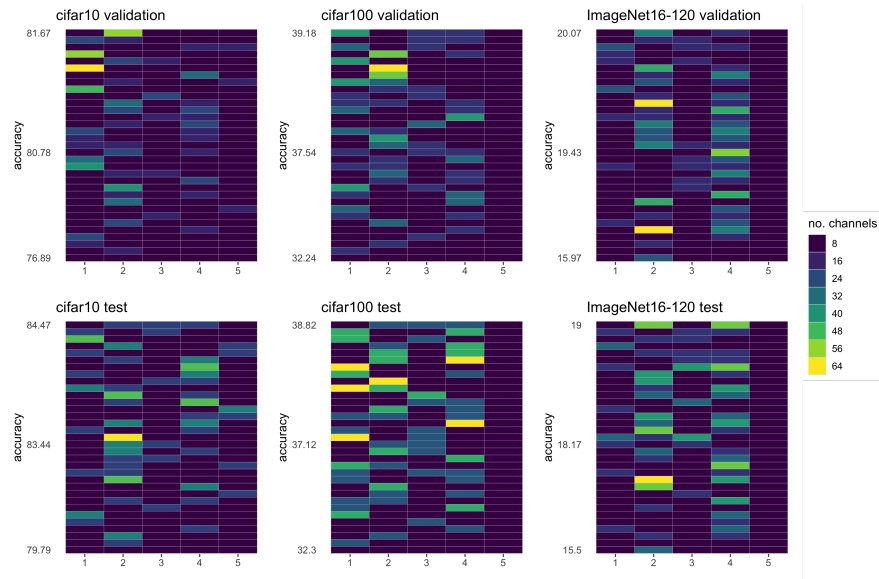 cifar10 validation
81.67
80.78
76.89
accuracy
1 2 3 4 5
cifar100 validation
39.18
37.54
32.24
accuracy
1 2 3 4 5
ImageNet16-120 validation
20.07
19.43
15.97
accuracy
1 2 3 4 5
cifar10 test
84.47
83.44
79.79
accuracy
1 2 3 4 5
cifar100 test
38.82
37.12
32.3
accuracy
1 2 3 4 5
ImageNet16-120 test
19
18.17
15.5
accuracy
1 2 3 4 5
no. channels
8
16
24
32
40
48
56
64